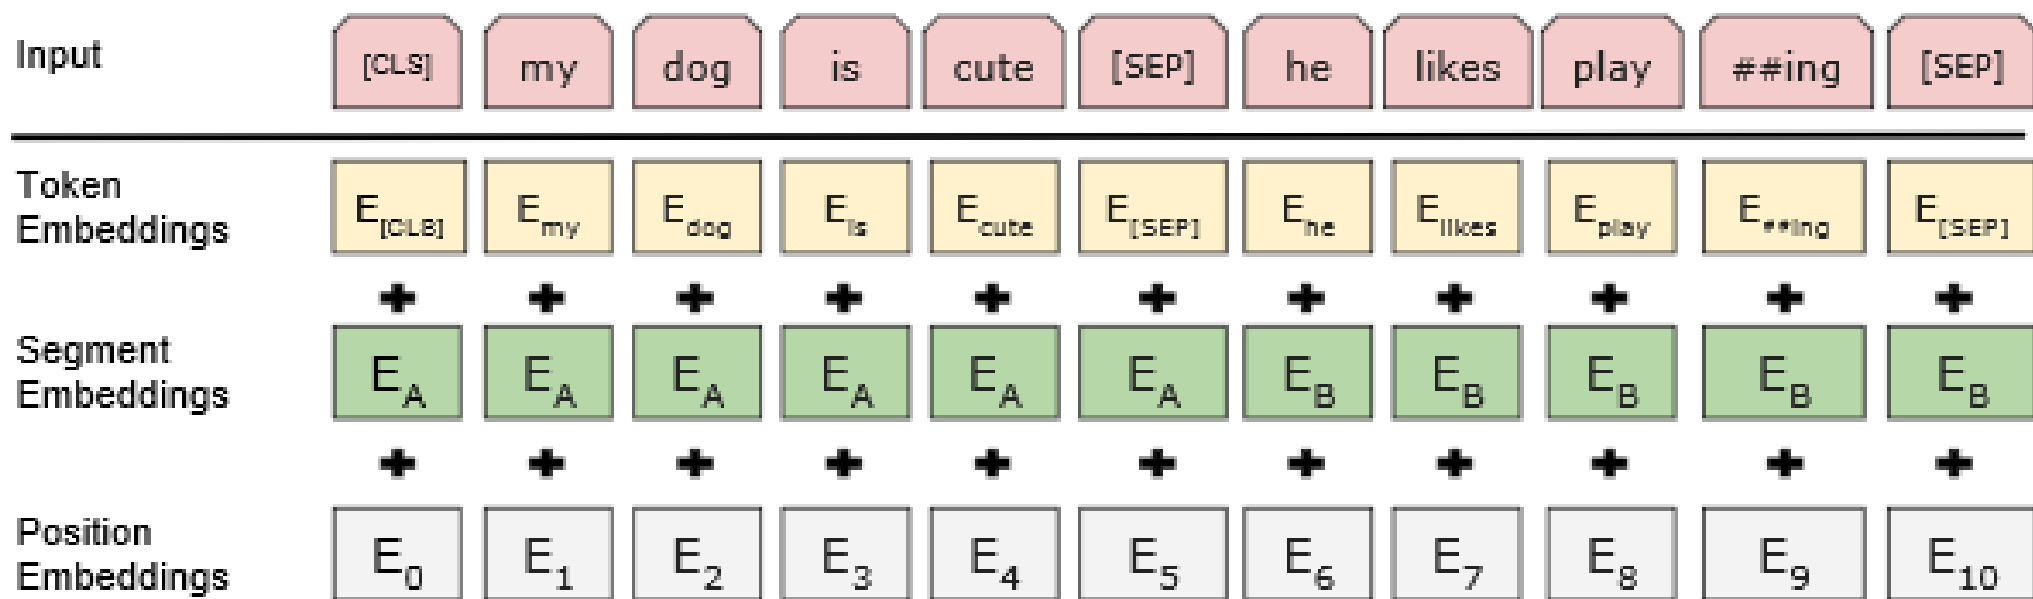 Input [CLS] my dog is cute [SEP] he likes play ##ing [SEP]
Token Embeddings E[CLS] Emy Edog Eis Ecute E[SEP] Ehe Elikes Eplay E##ing E[SEP]
+ + + + + + + + + + +
Segment Embeddings EA EA EA EA EA EA EB EB EB EB EB
+ + + + + + + + + + +
Position Embeddings E0 E1 E2 E3 E4 E5 E6 E7 E8 E9 E10